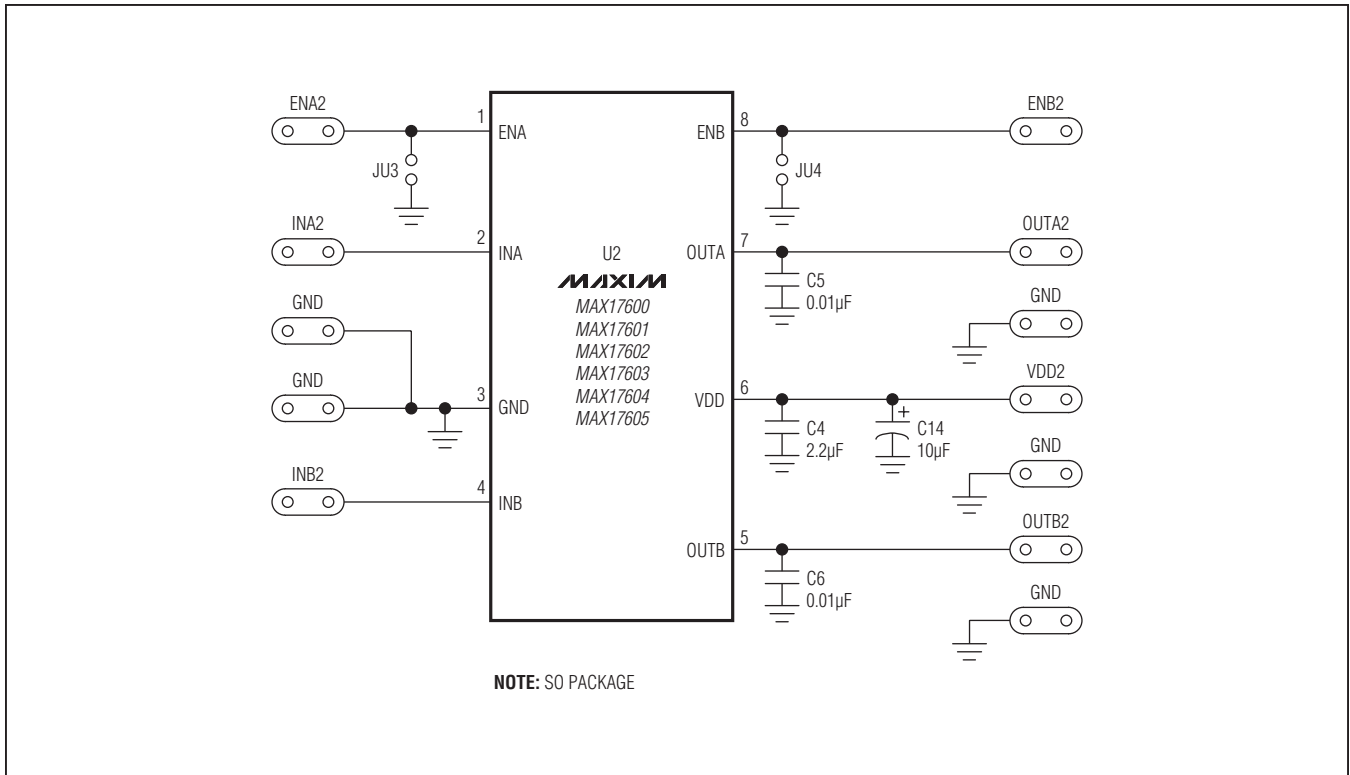 ENA2
1
ENA
JU3
INA2
2
INA
GND
GND
3
GND
INB2
4
INB
U2
MAXIM
MAX17600
MAX17601
MAX17602
MAX17603
MAX17604
MAX17605
ENB
8
ENB2
JU4
OUTA
7
OUTA2
C5
0.01µF
GND
VDD
6
VDD2
C4
2.2µF
+
C14
10µF
GND
OUTB
5
OUTB2
C6
0.01µF
GND
NOTE: SO PACKAGE